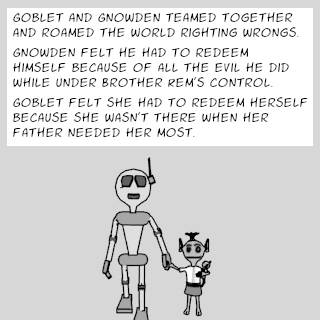 GOBLET AND GNOWDEN TEAMED TOGETHER
AND ROAMED THE WORLD RIGHTING WRONGS.
GNOWDEN FELT HE HAD TO REDEEM
HIMSELF BECAUSE OF ALL THE EVIL HE DID
WHILE UNDER BROTHER REM'S CONTROL.
GOBLET FELT SHE HAD TO REDEEM HERSELF
BECAUSE SHE WASN'T THERE WHEN HER
FATHER NEEDED HER MOST.